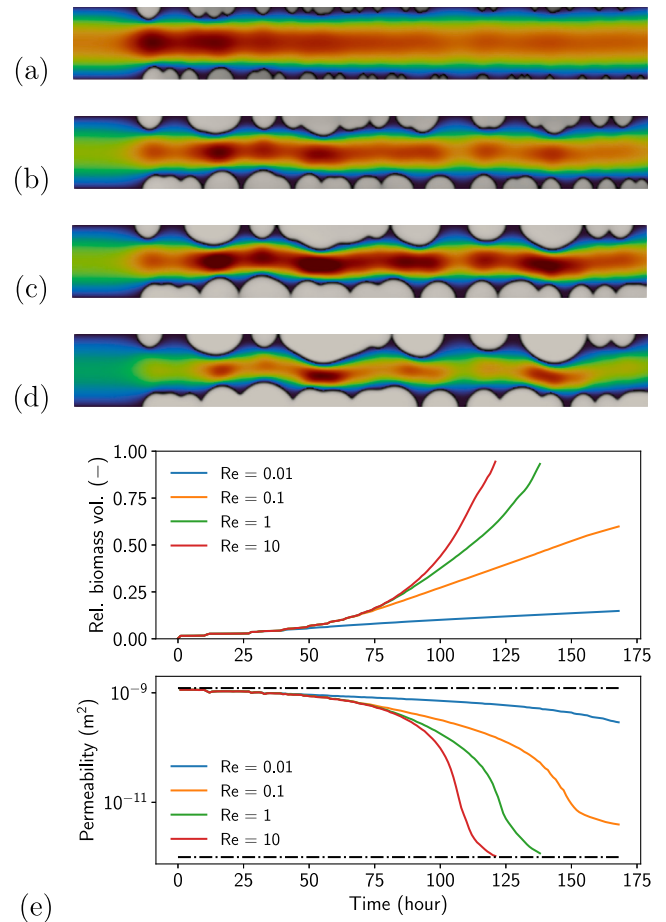 (a)
(b)
(c)
(d)
Rel. biomass vol. (−)
1.00
0.75
0.50
0.25
0.00
Re = 0.01
Re = 0.1
Re = 1
Re = 10
0 25 50 75 100 125 150 175
Permeability (m²)
10⁻⁹
10⁻¹¹
Re = 0.01
Re = 0.1
Re = 1
Re = 10
0 25 50 75 100 125 150 175
Time (hour)
(e)